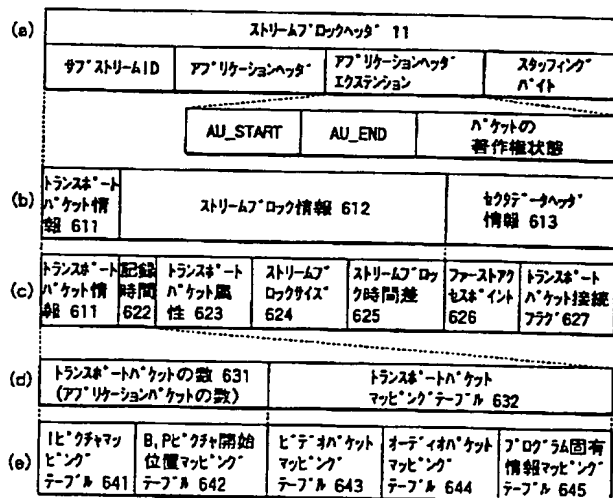 (a)
ストリームブロックヘッダ 11
サブストリームID
アプリケーションヘッダ
アプリケーションヘッダ
エクステンション
スタッフィング
バイト
AU_START
AU_END
パケットの
著作権状態
(b)
トランスポート
パケット情
報 611
ストリームブロック情報 612
セクタデータヘッダ
情報 613
(c)
トランスポート
パケット情
報 611
記録
時間
622
トランスポート
パケット属
性 623
ストリームブ
ロックサイズ
624
ストリームブロッ
ク時間差
625
ファーストアク
セスポイント
626
トランスポート
パケット接続
フラグ 627
(d)
トランスポートパケットの数 631
(アプリケーションパケットの数)
トランスポートパケット
マッピングテーブル 632
(e)
Iピクチャマッ
ピング
テーブル 641
B,Pピクチャ開始
位置マッピング
テーブル 642
ビデオパケット
マッピング
テーブル 643
オーディオパケット
マッピング
テーブル 644
プログラム固有
情報マッピング
テーブル 645